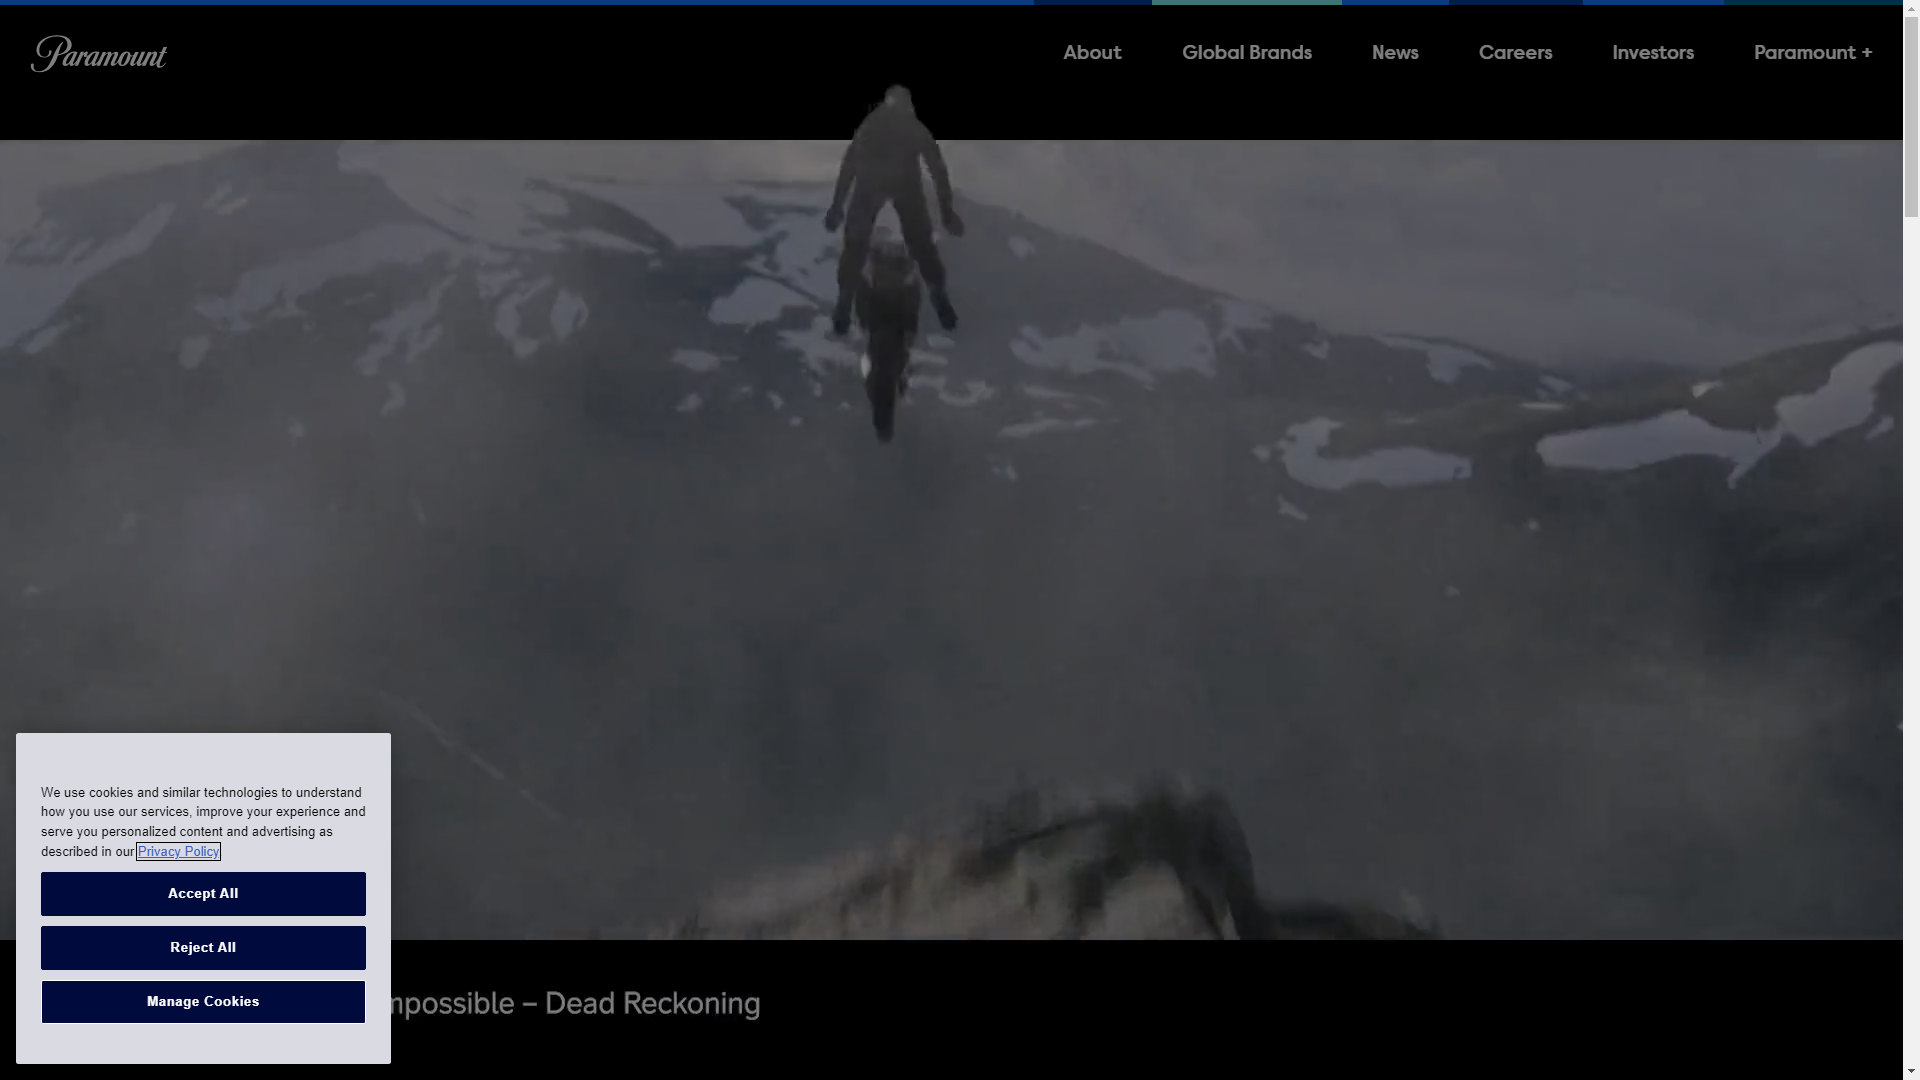 Paramount
About
Global Brands
News
Careers
Investors
Paramount +
We use cookies and similar technologies to understand
how you use our services, improve your experience and
serve you personalized content and advertising as
described in our Privacy Policy
Accept All
Reject All
Manage Cookies
mpossible – Dead Reckoning